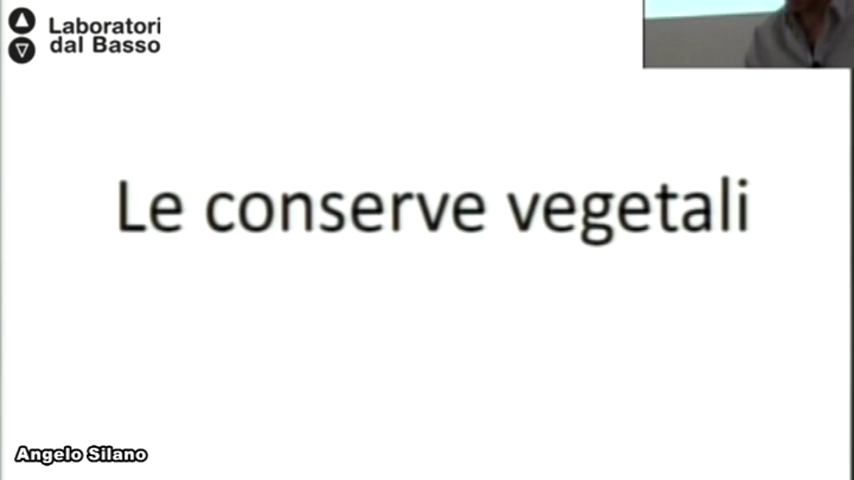 Laboratori
dal Basso
Le conserve vegetali
Angelo Silano